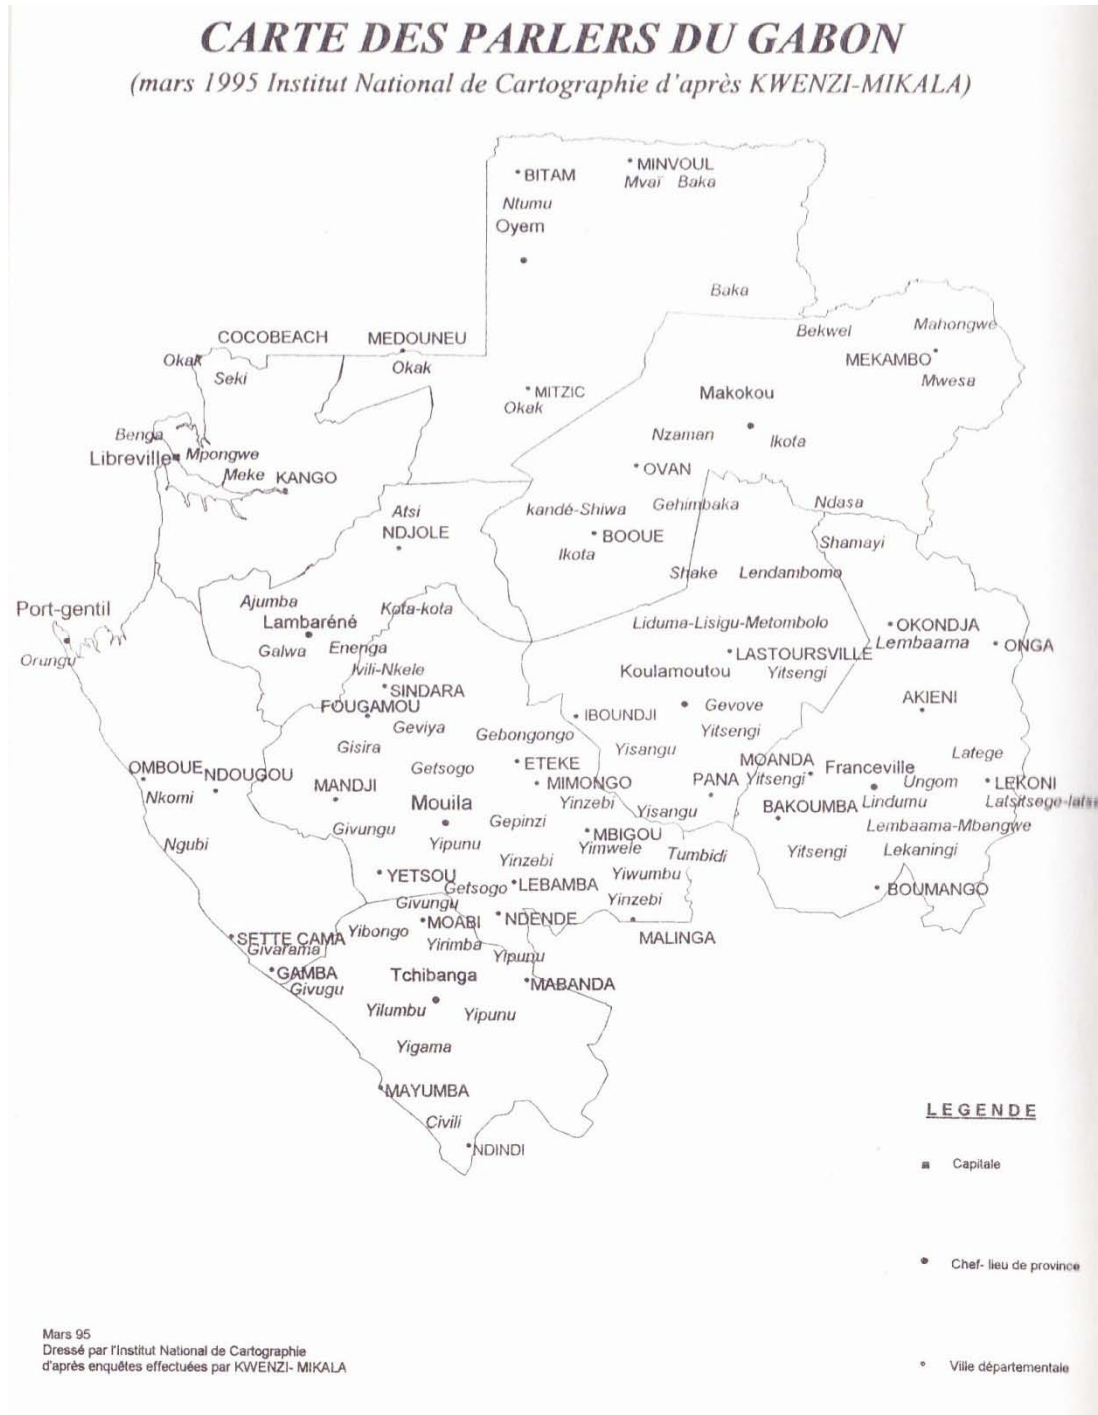 CARTE DES PARLERS DU GABON
(mars 1995 Institut National de Cartographie d'après KWENZI-MIKALA)
BITAM
MINVOUL
Mvaï Baka
Ntumu
Oyem
Baka
Bekwel
Mahongwe
COCOBEACH
MEDOUNEU
Okak
Seki
Okak
MEKAMBO
Mwesa
MITZIC
Okak
Makokou
Benga
Nzaman
Ikota
Libreville
Mpongwe
Meke
KANGO
OVAN
Atsi
NDJOLE
kandé-Shiwa
Gehimbaka
Ndasa
BOOUE
Ikota
Shamayi
Shake
Lendambomo
Port-gentil
Orungu
Ajumba
Lambaréné
Kota-kota
Galwa
Enenga
Ivili-Nkele
Liduma-Lisigu-Metombolo
OKONDJA
Lembaama
ONGA
LASTOURSVILLE
Koulamoutou
Yitsengi
SINDARA
FOUGAMOU
Geviya
Gisira
Gebongongo
IBOUNDJI
Gevove
Yitsengi
AKIENI
Yisangu
Latege
OMBOUE
NDOUGOU
Nkomi
MANDJI
Getsogo
ETEKE
MIMONGO
Yinzebi
MOANDA
PANA
Yitsengi
Franceville
Ungom
LEKONI
Mouila
Yisangu
BAKOUMBA
Lindumu
Ngubi
Givungu
Gepinzi
Yipunu
MBIGOU
Yimwele
Tumbidi
Lembaama-Mbengwe
Yitsengi
Lekaningi
Yinzebi
YETSOU
Getsogo
LEBAMBA
Yiwumbu
Yinzebi
BOUMANGO
Givungu
MOABI
NDENDE
MALINGA
SETTE CAMA
Givarama
Yibongo
Yirimba
Yipunu
GAMBA
Givugu
Tchibanga
MABANDA
Yilumbu
Yipunu
Yigama
MAYUMBA
Civili
NDINDI
LEGENDE
Capitale
Chef- lieu de province
Ville départementale
Mars 95
Dressé par l'Institut National de Cartographie
d'après enquêtes effectuées par KWENZI- MIKALA